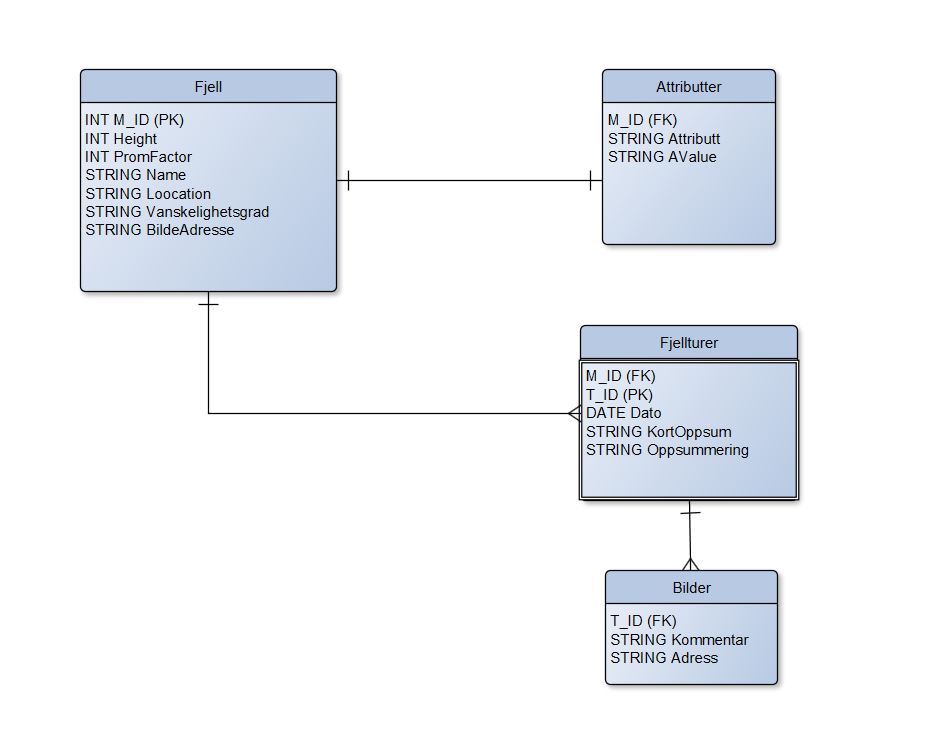 Fjell
INT M_ID (PK)
INT Height
INT PromFactor
STRING Name
STRING Loocation
STRING Vanskelighetsgrad
STRING BildeAdresse
Attributter
M_ID (FK)
STRING Attributt
STRING AValue
Fjellturer
M_ID (FK)
T_ID (PK)
DATE Dato
STRING KortOppsum
STRING Oppsummering
Bilder
T_ID (FK)
STRING Kommentar
STRING Adress